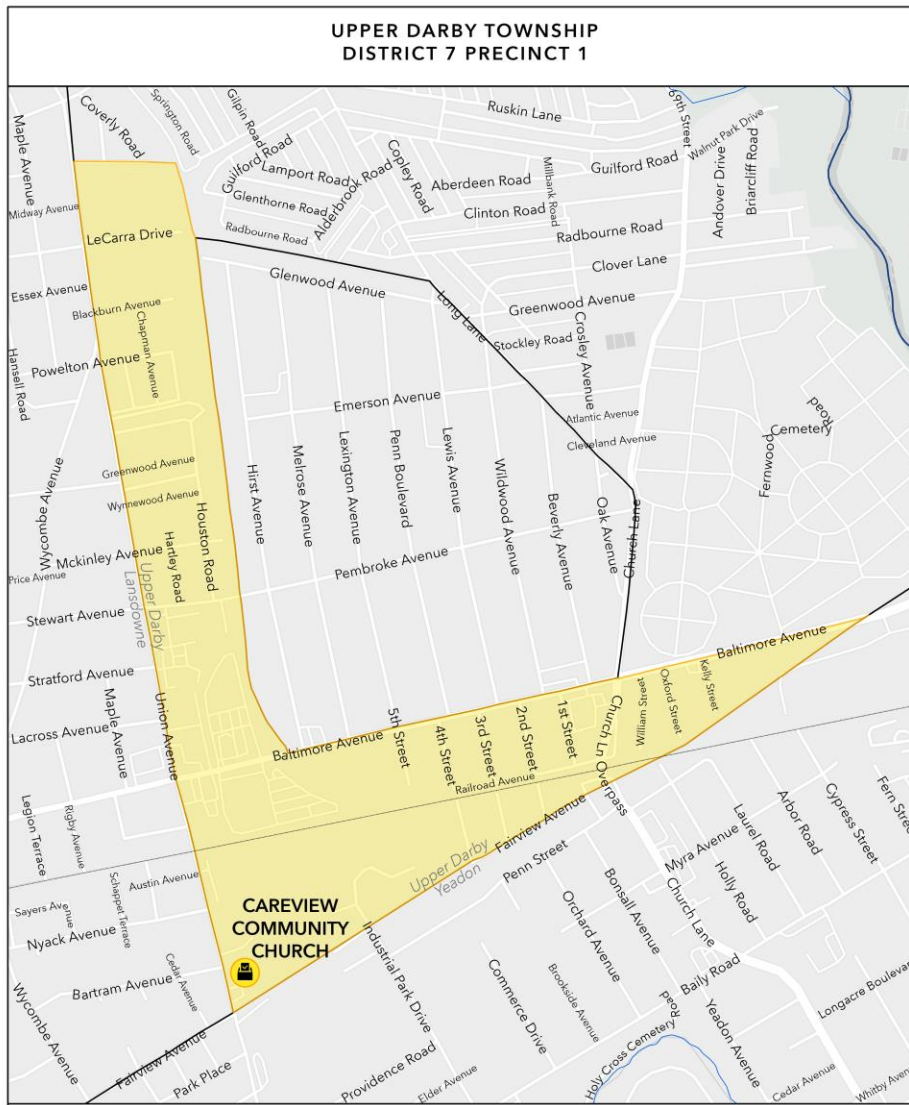 UPPER DARBY TOWNSHIP
DISTRICT 7 PRECINCT 1
Maple Avenue
Coverly Road
Springton Road
Gilpin Road
Guilford Road
Lamport Road
Glenthorne Road
Radbourne Road
Alderbrook Road
Copley Road
Ruskin Lane
Aberdeen Road
Clinton Road
Millbank Road
Guilford Road
69th Street
Walnut Park Drive
Andover Drive
Briarcliff Road
Radbourne Road
Clover Lane
Greenwood Avenue
Midway Avenue
LeCarra Drive
Essex Avenue
Blackburn Avenue
Chapman Avenue
Powelton Avenue
Hansell Road
Glenwood Avenue
Long Lane
Stockley Road
Crosley Avenue
Emerson Avenue
Atlantic Avenue
Cleveland Avenue
Cemetery
Road
Fernwood
Wycombe Avenue
Greenwood Avenue
Wynnewood Avenue
Hirst Avenue
Melrose Avenue
Lexington Avenue
Penn Boulevard
Lewis Avenue
Wildwood Avenue
Beverly Avenue
Oak Avenue
Church Lane
Houston Road
Hartley Road
Mckinley Avenue
Price Avenue
Upper Darby
Lansdowne
Pembroke Avenue
Stewart Avenue
Stratford Avenue
Maple Avenue
Union Avenue
Lacross Avenue
Baltimore Avenue
Baltimore Avenue
5th Street
4th Street
3rd Street
2nd Street
1st Street
Church Ln Overpass
William Street
Oxford Street
Kelly Street
Railroad Avenue
Fairview Avenue
Upper Darby
Yeadon
Penn Street
Legion Terrace
Rigby Avenue
Schappet Terrace
Austin Avenue
Sayers Avenue
Nyack Avenue
CAREVIEW
COMMUNITY
CHURCH
Bartram Avenue
Cedar Avenue
Wycombe Avenue
Fairview Avenue
Park Place
Industrial Park Drive
Providence Road
Commerce Drive
Elder Avenue
Brookside Avenue
Orchard Avenue
Bonsall Avenue
Myra Avenue
Laurel Road
Arbor Road
Cypress Street
Fern Stree
Holly Road
Church Lane
Baily Road
Longacre Boulevar
Yeadon Avenue
Holy Cross Cemetery
Road
Cedar Avenue
Whitby Aven